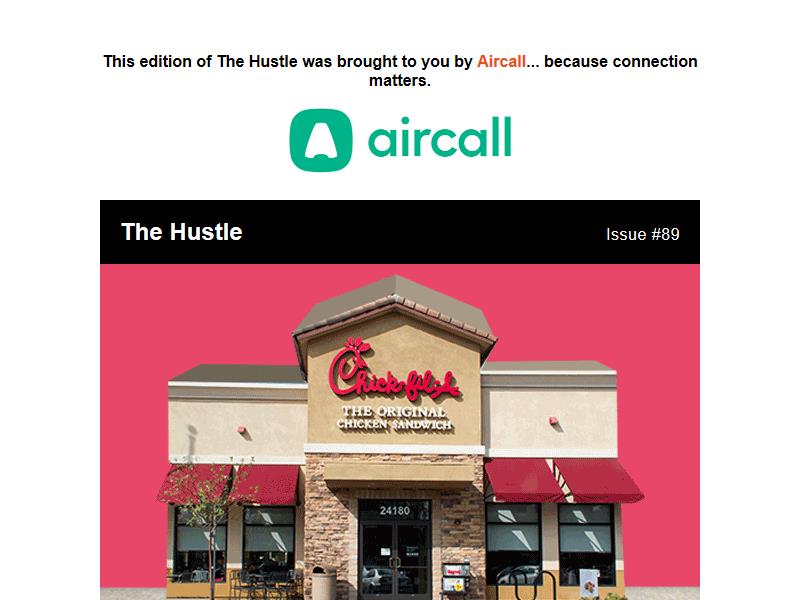 This edition of The Hustle was brought to you by Aircall... because connection
matters.
aircall
The Hustle
Issue #89
Chick-fil-A
THE ORIGINAL
CHICKEN SANDWICH
24180